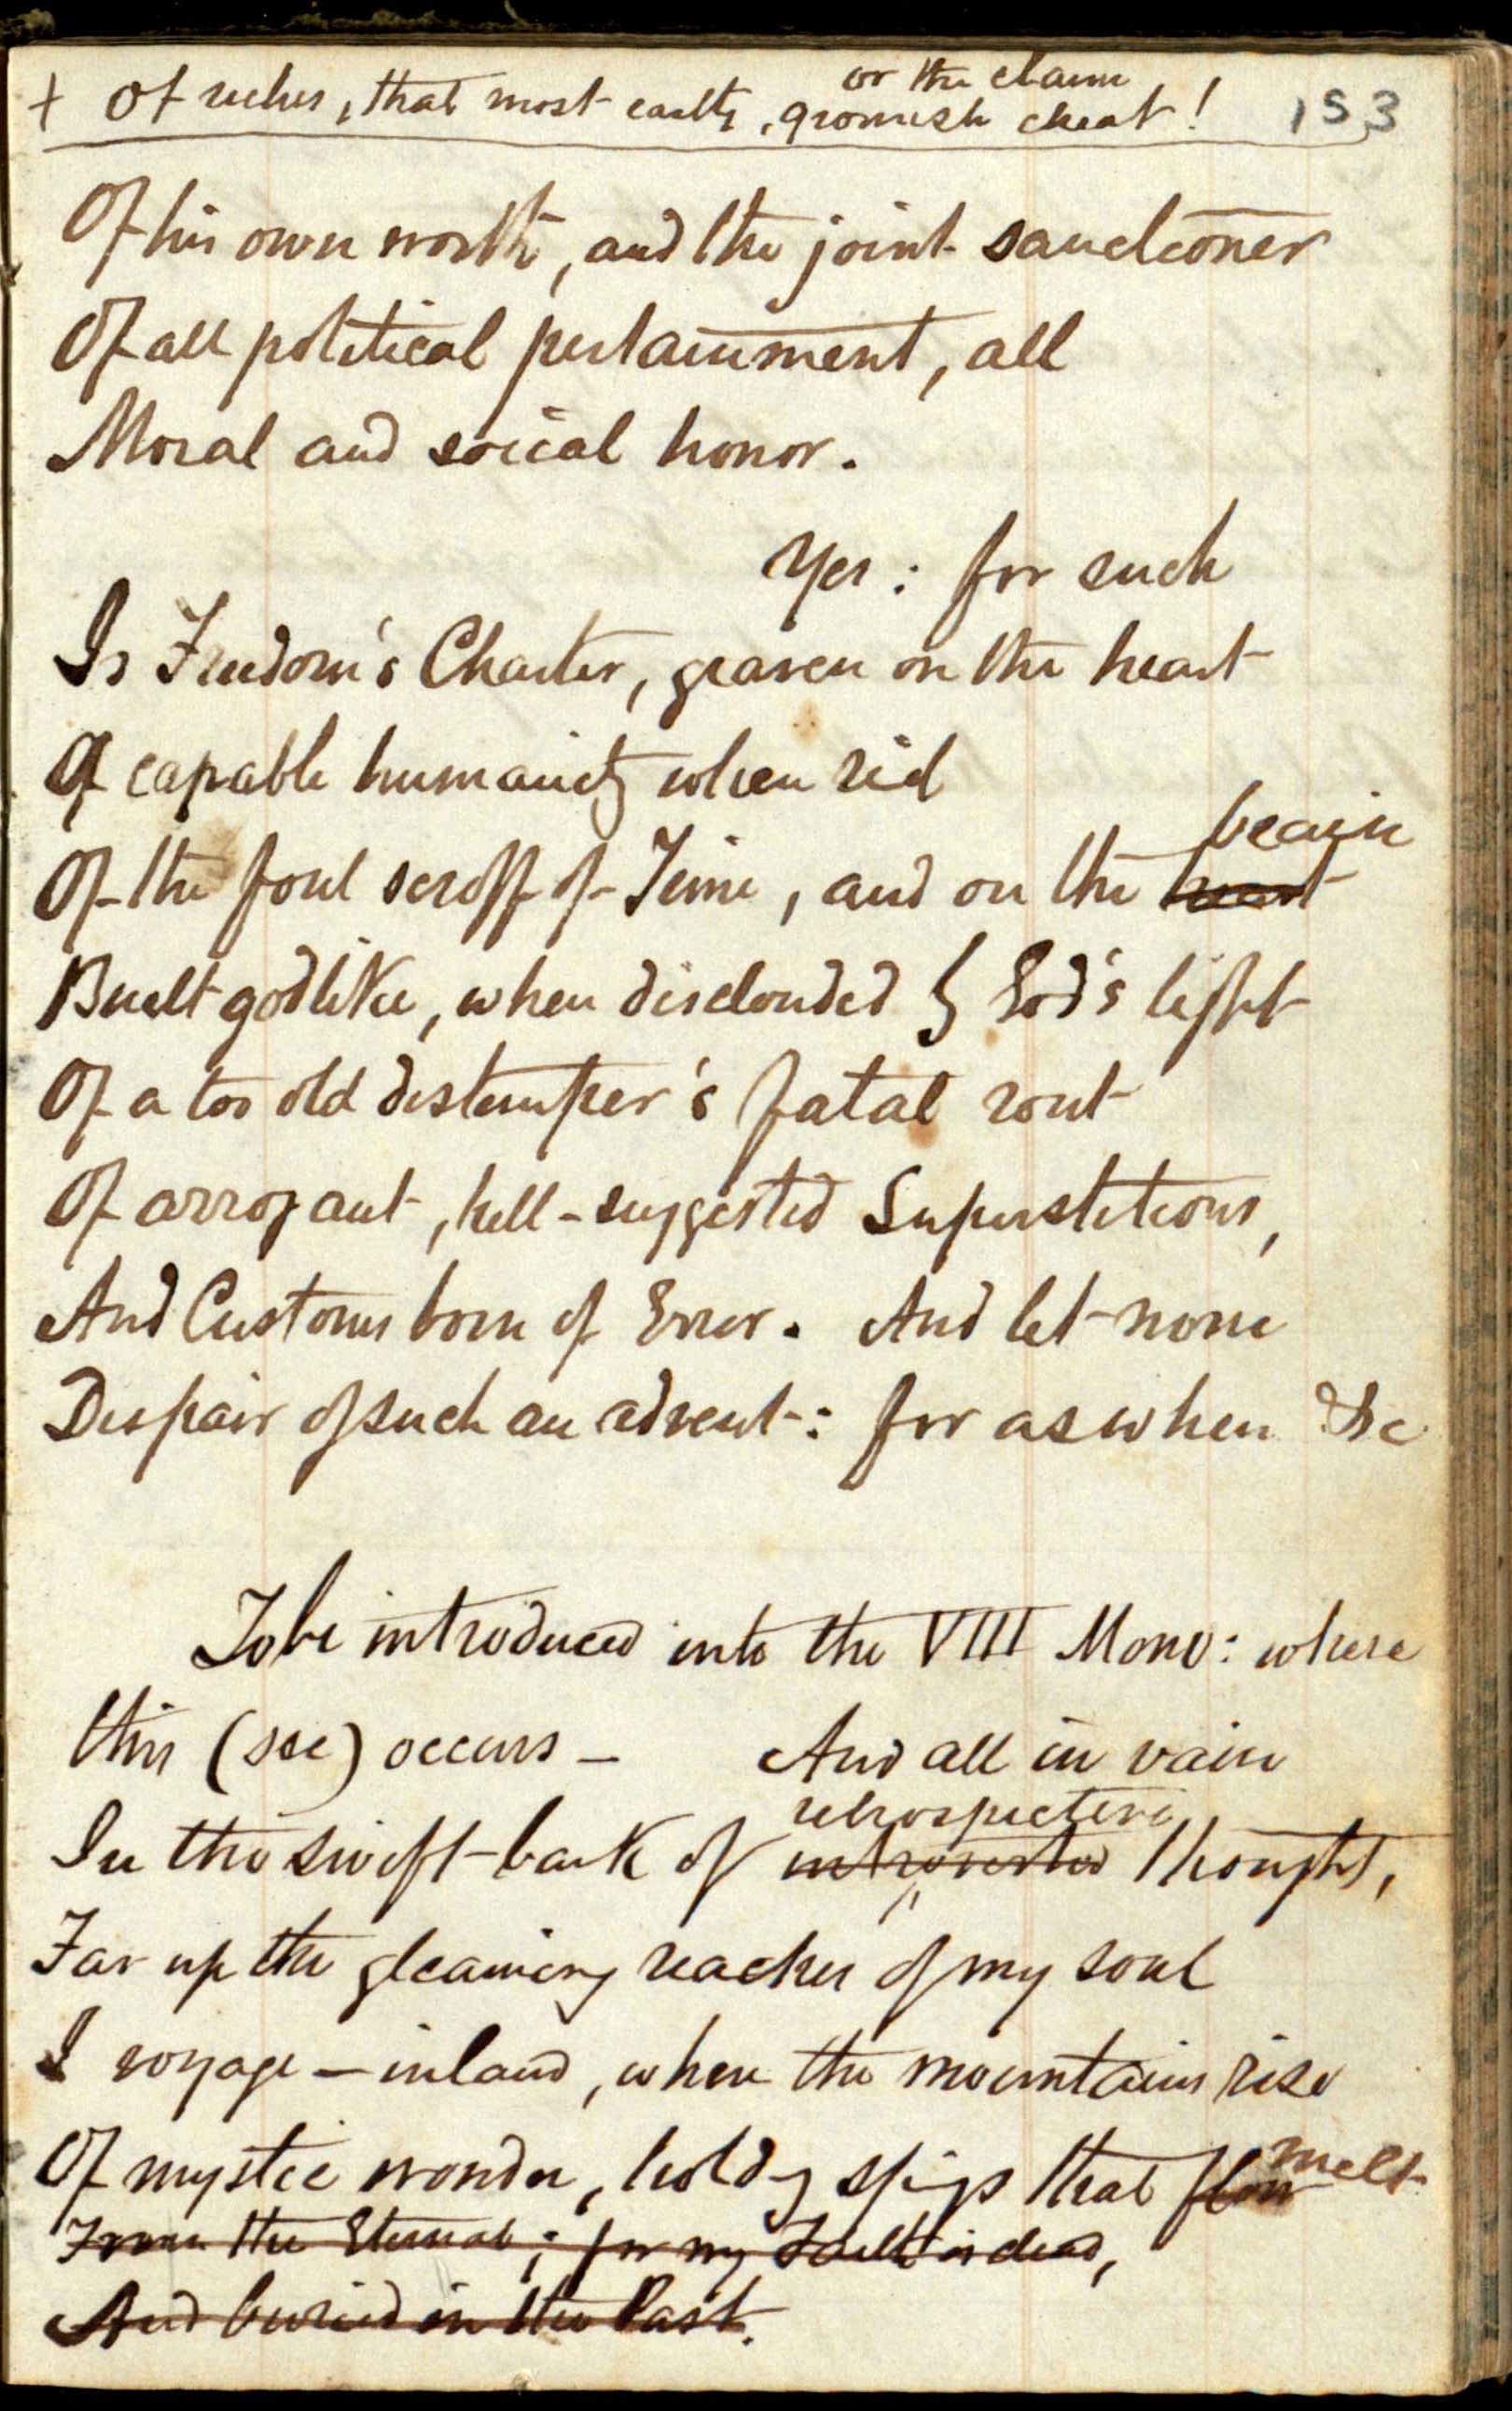 or the claim
+ Of riches, that most earthy, gromish cheat! 153
Of his own worth, and the joint sanctioner
Of all political pertainment, all
Moral and social honor.
Yes: for such
Is Freedom's Charter, graven on the heart
Of capable humanity when rid
Of the foul scroff of Time, and on the heart
brain
Built godlike, when disclouded by God's light
Of a too old distemper's fatal rout
Of arrogant, hell-suggested Superstitions,
And Customs born of Error. And let none
Despair of such an advent: for as when &c
To be introduced into the VIII Mono: where
this (see) occurs — And all in vain
retrospective
In the swift bark of introverted thought,
Far up the gleaming reaches of my soul
I voyage — inland, where the mountains rise
Of mystic wonder, holdg spgs that flow melt
From the Eternal; for my Faith is dead,
And buried in the Past.